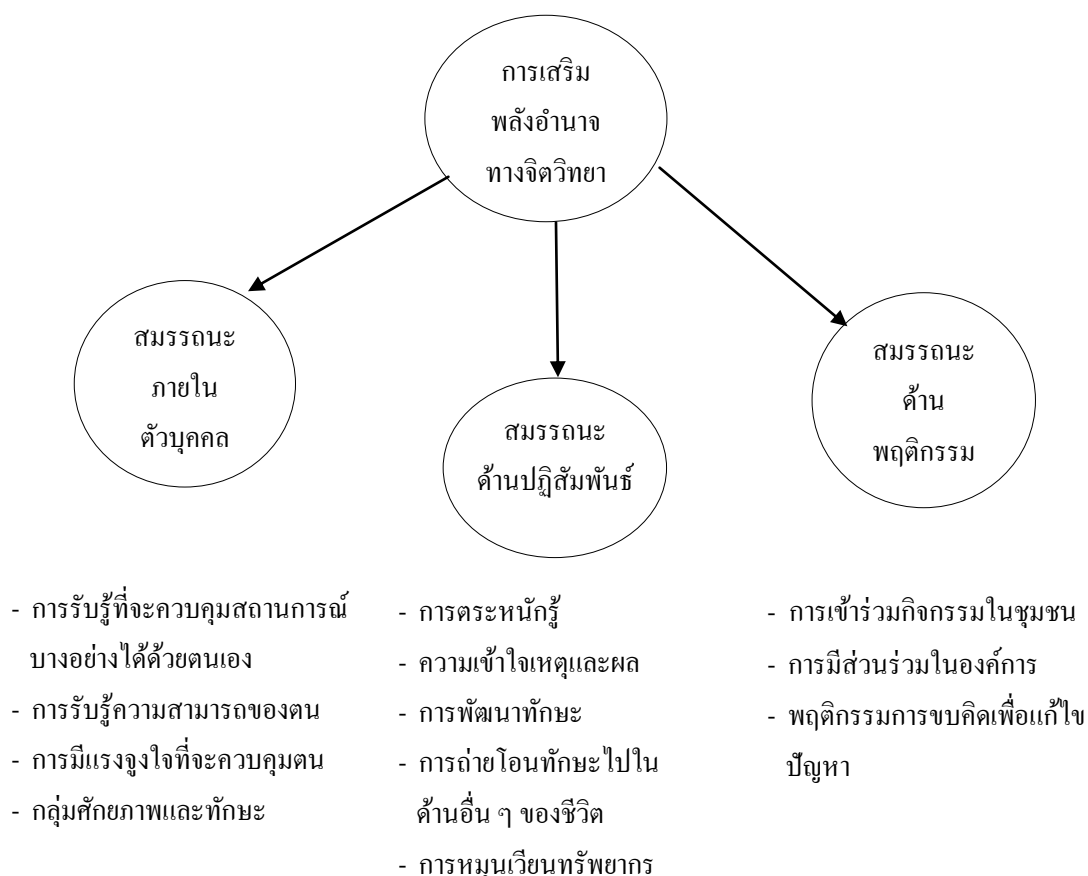 การเสริม
พลังอำนาจ
ทางจิตวิทยา
สมรรถนะ
ภายใน
ตัวบุคคล
สมรรถนะ
ด้านปฏิสัมพันธ์
สมรรถนะ
ด้าน
พฤติกรรม
- การรับรู้ที่จะควบคุมสถานการณ์
บางอย่างได้ด้วยตนเอง
- การรับรู้ความสามารถของตน
- การมีแรงจูงใจที่จะควบคุมตน
- กลุ่มศักยภาพและทักษะ
- การตระหนักรู้
- ความเข้าใจเหตุและผล
- การพัฒนาทักษะ
- การถ่ายโอนทักษะไปใน
ด้านอื่น ๆ ของชีวิต
- การหมุนเวียนทรัพยากร
- การเข้าร่วมกิจกรรมในชุมชน
- การมีส่วนร่วมในองค์การ
- พฤติกรรมการขบคิดเพื่อแก้ไข
ปัญหา